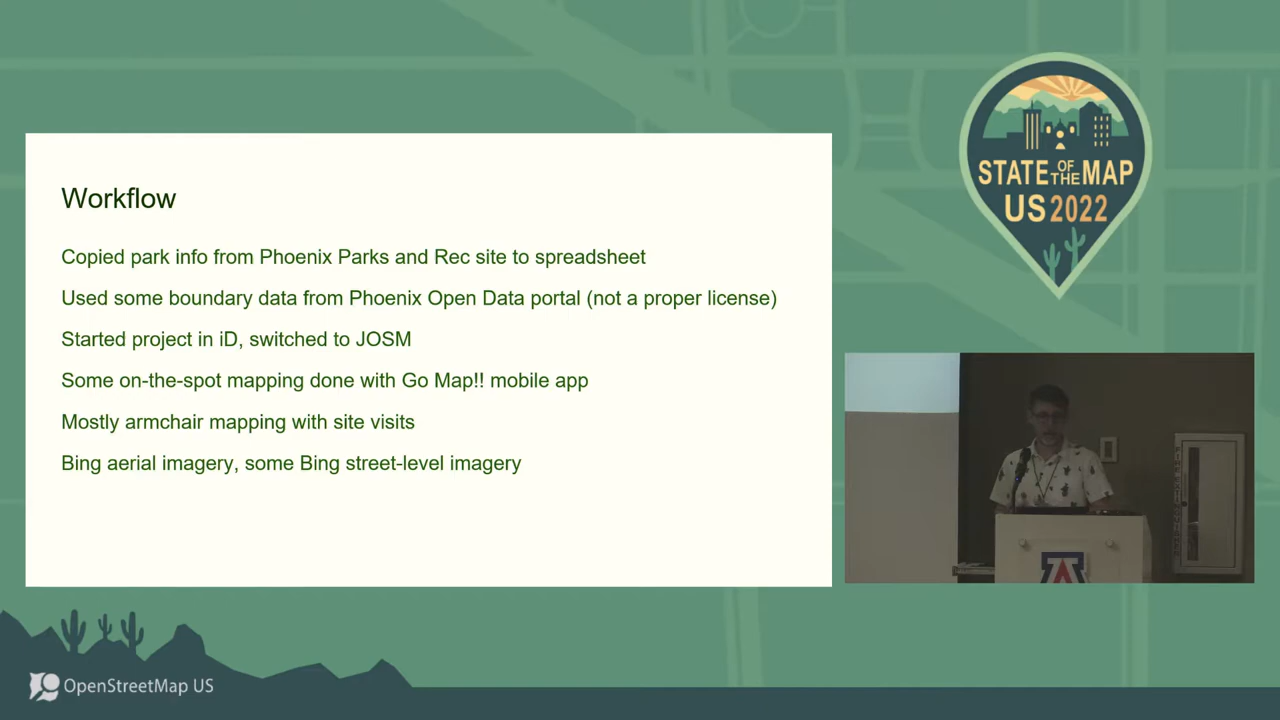 Workflow
Copied park info from Phoenix Parks and Rec site to spreadsheet
Used some boundary data from Phoenix Open Data portal (not a proper license)
Started project in iD, switched to JOSM
Some on-the-spot mapping done with Go Map!! mobile app
Mostly armchair mapping with site visits
Bing aerial imagery, some Bing street-level imagery
STATE OF THE MAP
US 2022
A
OpenStreetMap US